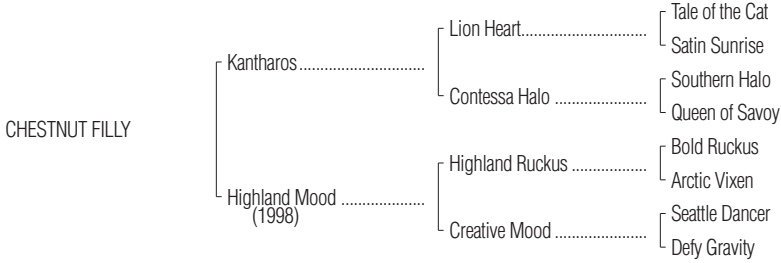 Tale of the Cat
Lion Heart..............................
Satin Sunrise
Kantharos..............................
Southern Halo
Contessa Halo ......................
Queen of Savoy
CHESTNUT FILLY
Bold Ruckus
Highland Ruckus ...................
Arctic Vixen
Highland Mood ....................
(1998)
Seattle Dancer
Creative Mood ......................
Defy Gravity